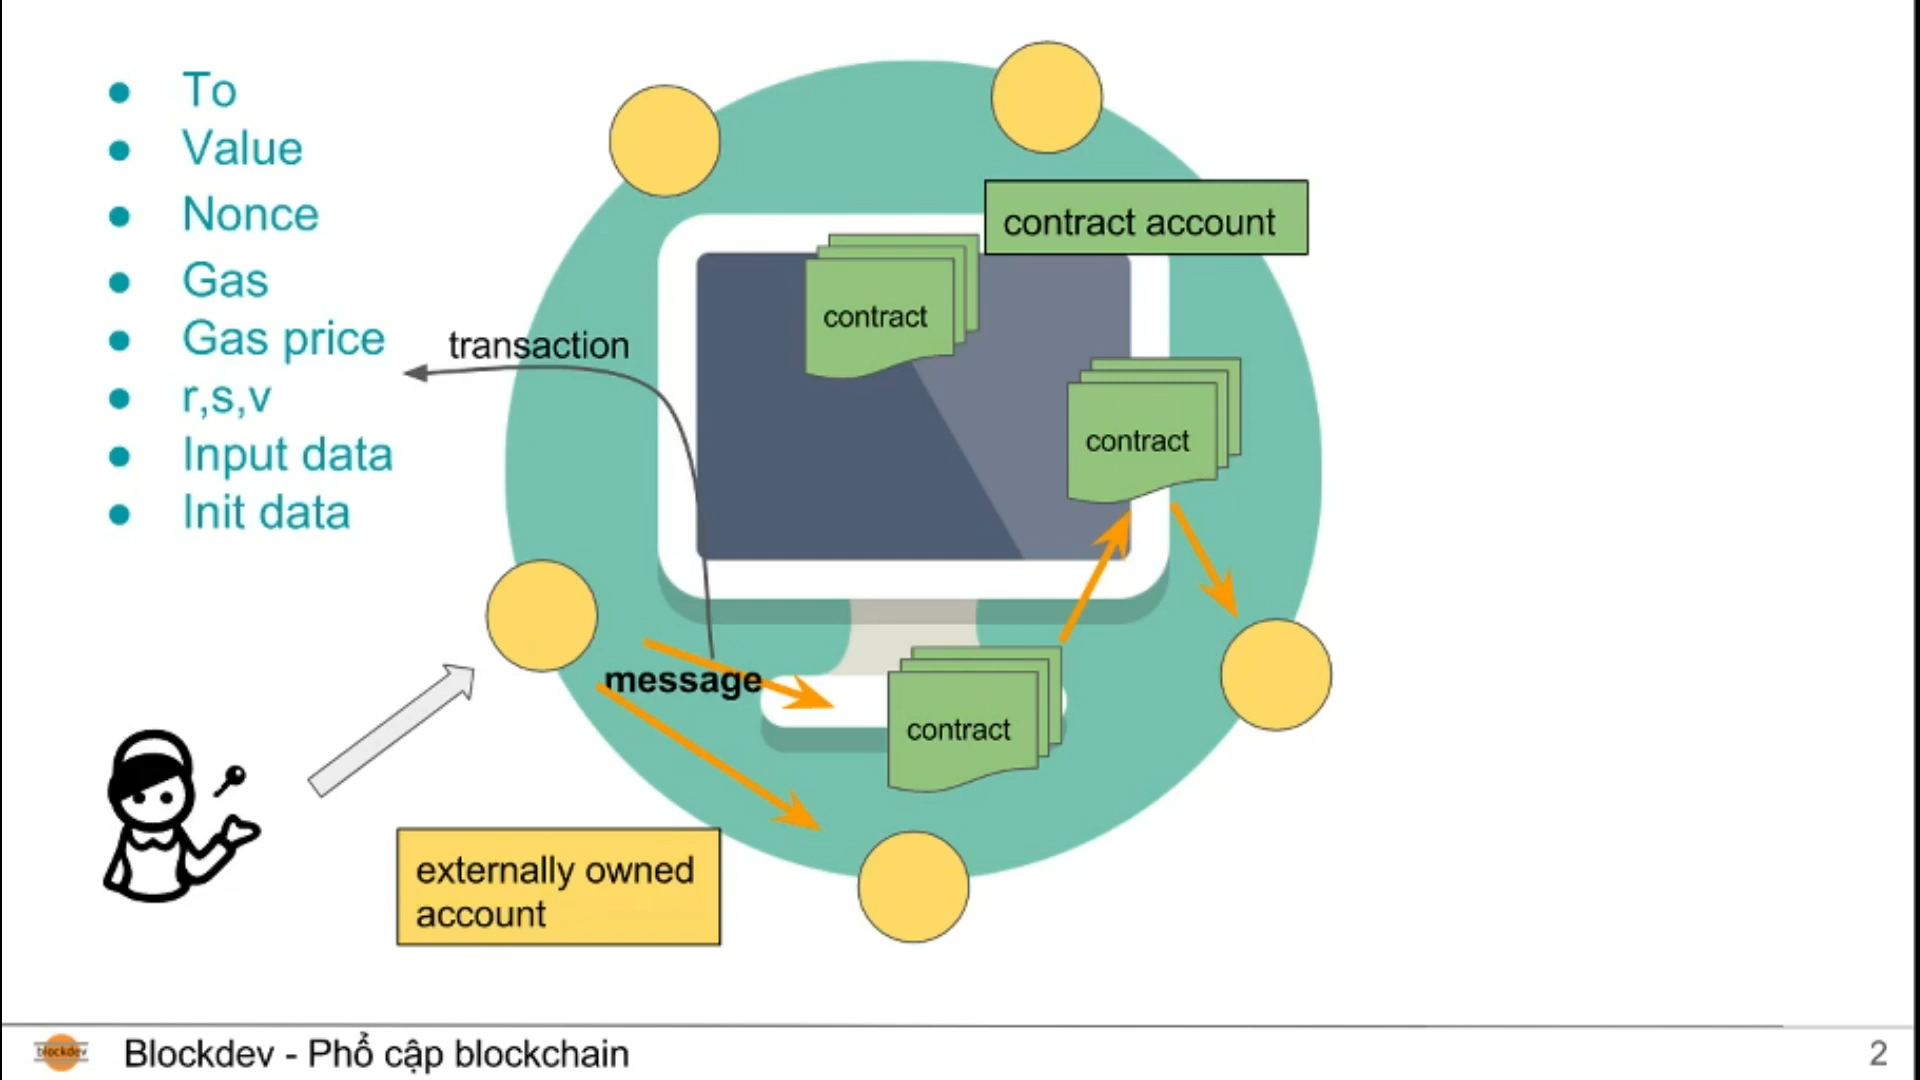 To
Value
Nonce
Gas
Gas price
r,s,v
Input data
Init data
transaction
contract account
contract
contract
message
contract
externally owned
account
blockdev
Blockdev - Phổ cập blockchain
2